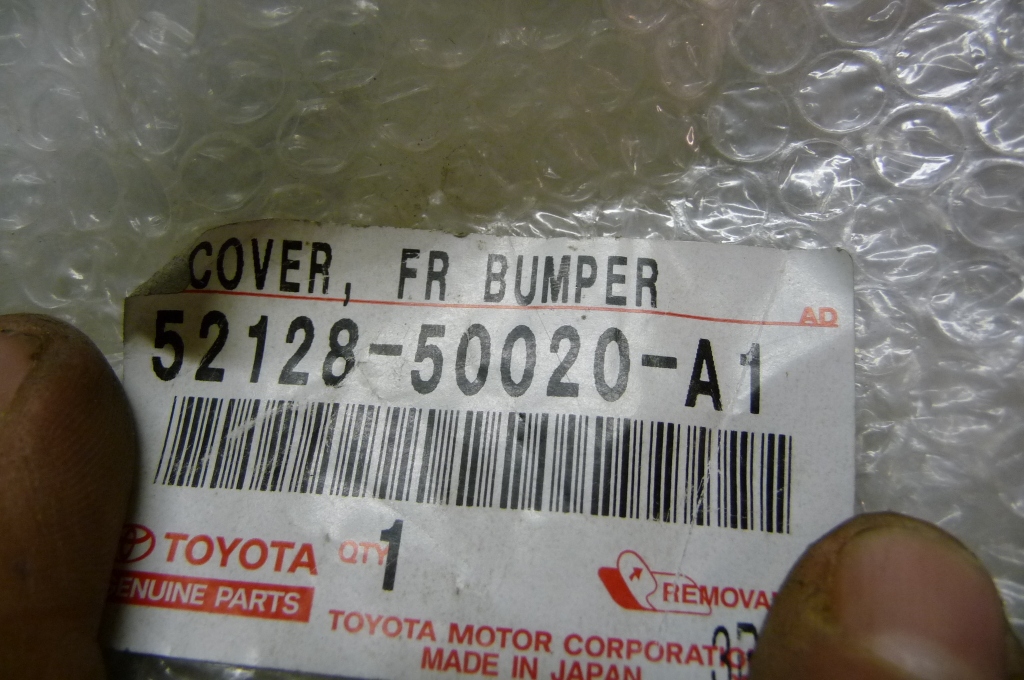 COVER, FR BUMPER
AD
52128-50020-A1
TOYOTA QTY 1
GENUINE PARTS
TOYOTA MOTOR CORPORATIO
MADE IN JAPAN